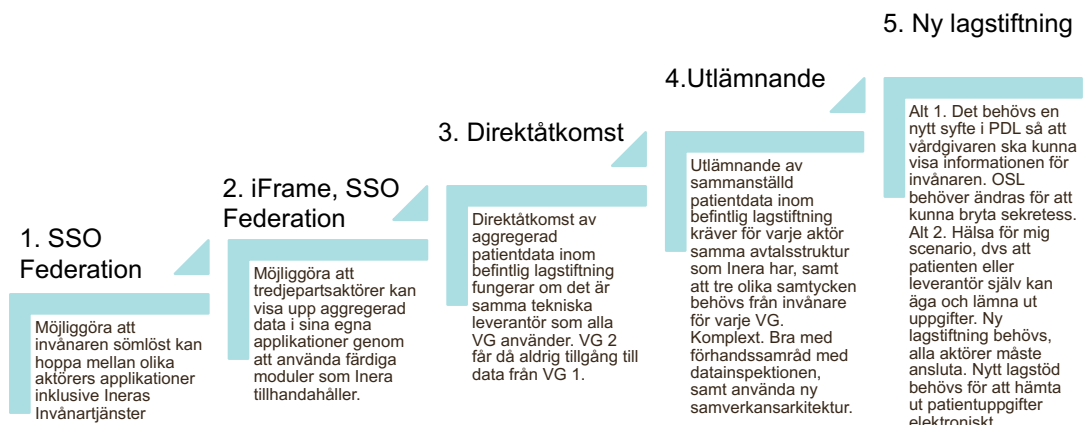 1. SSO
Federation
Möjliggöra att
invånaren sömlöst kan
hoppa mellan olika
aktörers applikationer
inklusive Ineras
Invånartjänster
2. iFrame, SSO
Federation
Möjliggöra att
tredjepartsaktörer kan
visa upp aggregerad
data i sina egna
applikationer genom
att använda färdiga
moduler som Inera
tillhandahåller.
3. Direktåtkomst
Direktåtkomst av
aggregerad
patientdata inom
befintlig lagstiftning
fungerar om det är
samma tekniska
leverantör som alla
VG använder. VG 2
får då aldrig tillgång till
data från VG 1.
4.Utlämnande
Utlämnande av
sammanställd
patientdata inom
befintlig lagstiftning
kräver för varje aktör
samma avtalsstruktur
som Inera har, samt
att tre olika samtycken
behövs från invånare
för varje VG.
Komplext. Bra med
förhandssamråd med
datainspektionen,
samt använda ny
samverkansarkitektur.
5. Ny lagstiftning
Alt 1. Det behövs en
nytt syfte i PDL så att
vårdgivaren ska kunna
visa informationen för
invånaren. OSL
behöver ändras för att
kunna bryta sekretess.
Alt 2. Hälsa för mig
scenario, dvs att
patienten eller
leverantör själv kan
äga och lämna ut
uppgifter. Ny
lagstiftning behövs,
alla aktörer måste
ansluta. Nytt lagstöd
behövs för att hämta
ut patientuppgifter
elektroniskt